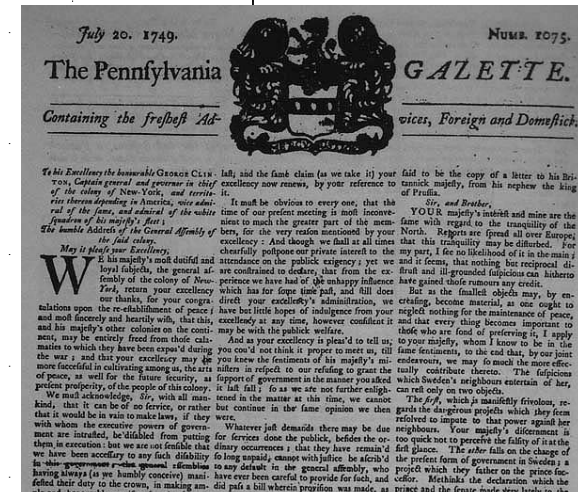 July 20. 1749.
NUMB. 1075.
The Pennſylvania
GAZETTE.
Containing the freſheſt Ad-
vices, Foreign and Domeſtick.
To his Excellency the honourable GEORGE CLIN-
TON, Captain general and governor in chief
of the colony of New-York, and territo-
ries thereon depending in America, vice admi-
ral of the ſame, and admiral of the white
ſquadron of his majeſty's fleet;
The humble Addreſs of the General Aſſembly of
the ſaid colony.
May it pleaſe your Excellency,
WE his majeſty's moſt dutiful and
loyal ſubjects, the general aſ-
ſembly of the colony of New-
York, return your excellency
our thanks, for your congra-
tulations upon the re-eſtabliſhment of peace;
and moſt ſincerely and heartily wiſh, that this,
and his majeſty's other colonies on the conti-
nent, may be entirely freed from thoſe cala-
mities to which they have been expos'd during
the war; and that your excellency may be
more ſucceſsful in cultivating among us, the arts
of peace, as well for the future ſecurity, as
preſent proſperity, of the people of this colony.
We muſt acknowledge, Sir, with all man-
kind, that it can be of no ſervice, or rather
that it would be in vain to make laws, if they
with whom the executive powers of govern-
ment are intruſted, be diſabled from putting
them in execution: but we are not ſenſible that
we have been acceſſary to any ſuch diſability
in this government; the general aſſemblies
having always (as we humbly conceive) mani-
feſted their duty to the crown, in making am-
laſt; and the ſame claim (as we take it) your
excellency now renews, by your reference to
it.
It muſt be obvious to every one, that the
time of our preſent meeting is moſt inconve-
nient to much the greater part of the mem-
bers, for the very reaſon mentioned by your
excellency: And though we ſhall at all times
chearfully poſtpone our private intereſt to the
attendance on the publick exigency; yet we
are conſtrained to declare, that from the ex-
perience we have had of the unhappy influence
which has for ſome time paſt, and ſtill does
direct your excellency's adminiſtration, we
have but little hopes of indulgence from your
excellency at any time, however conſiſtent it
may be with the publick welfare.
And as your excellency is pleas'd to tell us,
you cou'd not think it proper to meet us, till
you knew the ſentiments of his majeſty's mi-
niſters in reſpect to our refuſing to grant the
ſupport of government in the manner you asked
it laſt fall; ſo as we are not further enligh-
tened in the matter at this time, we cannot
but continue in the ſame opinion we then
were.
Whatever juſt demands there may be due
for ſervices done the publick, beſides the or-
dinary occurrences; that they have remain'd
ſo long unpaid, cannot with juſtice be aſcrib'd
to any default in the general aſſembly, who
have ever been careful to provide for ſuch, and
did paſs a bill wherein proviſion was made, as
ſaid to be the copy of a letter to his Bri-
tannick majeſty, from his nephew the king
of Pruſſia.
Sir, and Brother,
YOUR majeſty's intereſt and mine are the
ſame with regard to the tranquility of the
North. Reports are ſpread all over Europe,
that this tranquility may be diſturbed. For
my part, I ſee no likelihood of it in the main;
and it ſeems, that nothing but reciprocal di-
ſtruſt and ill-grounded ſuſpicions can hitherto
have gained thoſe rumours any credit.
But as the ſmalleſt objects may, by en-
creaſing, become material, as one ought to
neglect nothing for the maintenance of peace,
and that every thing becomes important to
thoſe who are fond of preſerving it, I apply
to your majeſty, whom I know to be in the
ſame ſentiments, to the end that, by our joint
endeavours, we may ſo much the more effec-
tually contribute thereto. The ſuſpicions
which Sweden's neighbours entertain of her,
can reſt only on two objects.
The firſt, which is manifeſtly frivolous, re-
gards the dangerous projects which they ſeem
reſolved to impute to that power againſt her
neighbours. Your majeſty's diſcernment is
too quick not to perceive the falſity of it at the
firſt glance. The other falls on the change of
the preſent form of government in Sweden; a
project which they father on the prince ſuc-
ceſſor. Methinks the declaration which the